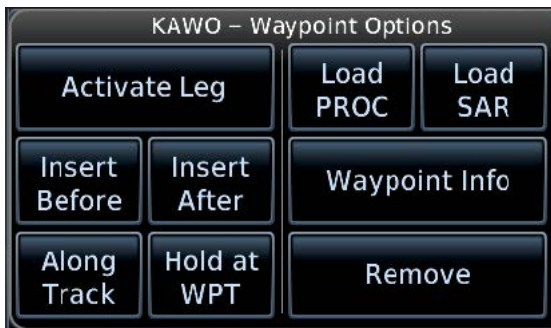 KAWO – Waypoint Options
Activate Leg
Load
PROC
Load
SAR
Insert
Before
Insert
After
Waypoint Info
Along
Track
Hold at
WPT
Remove